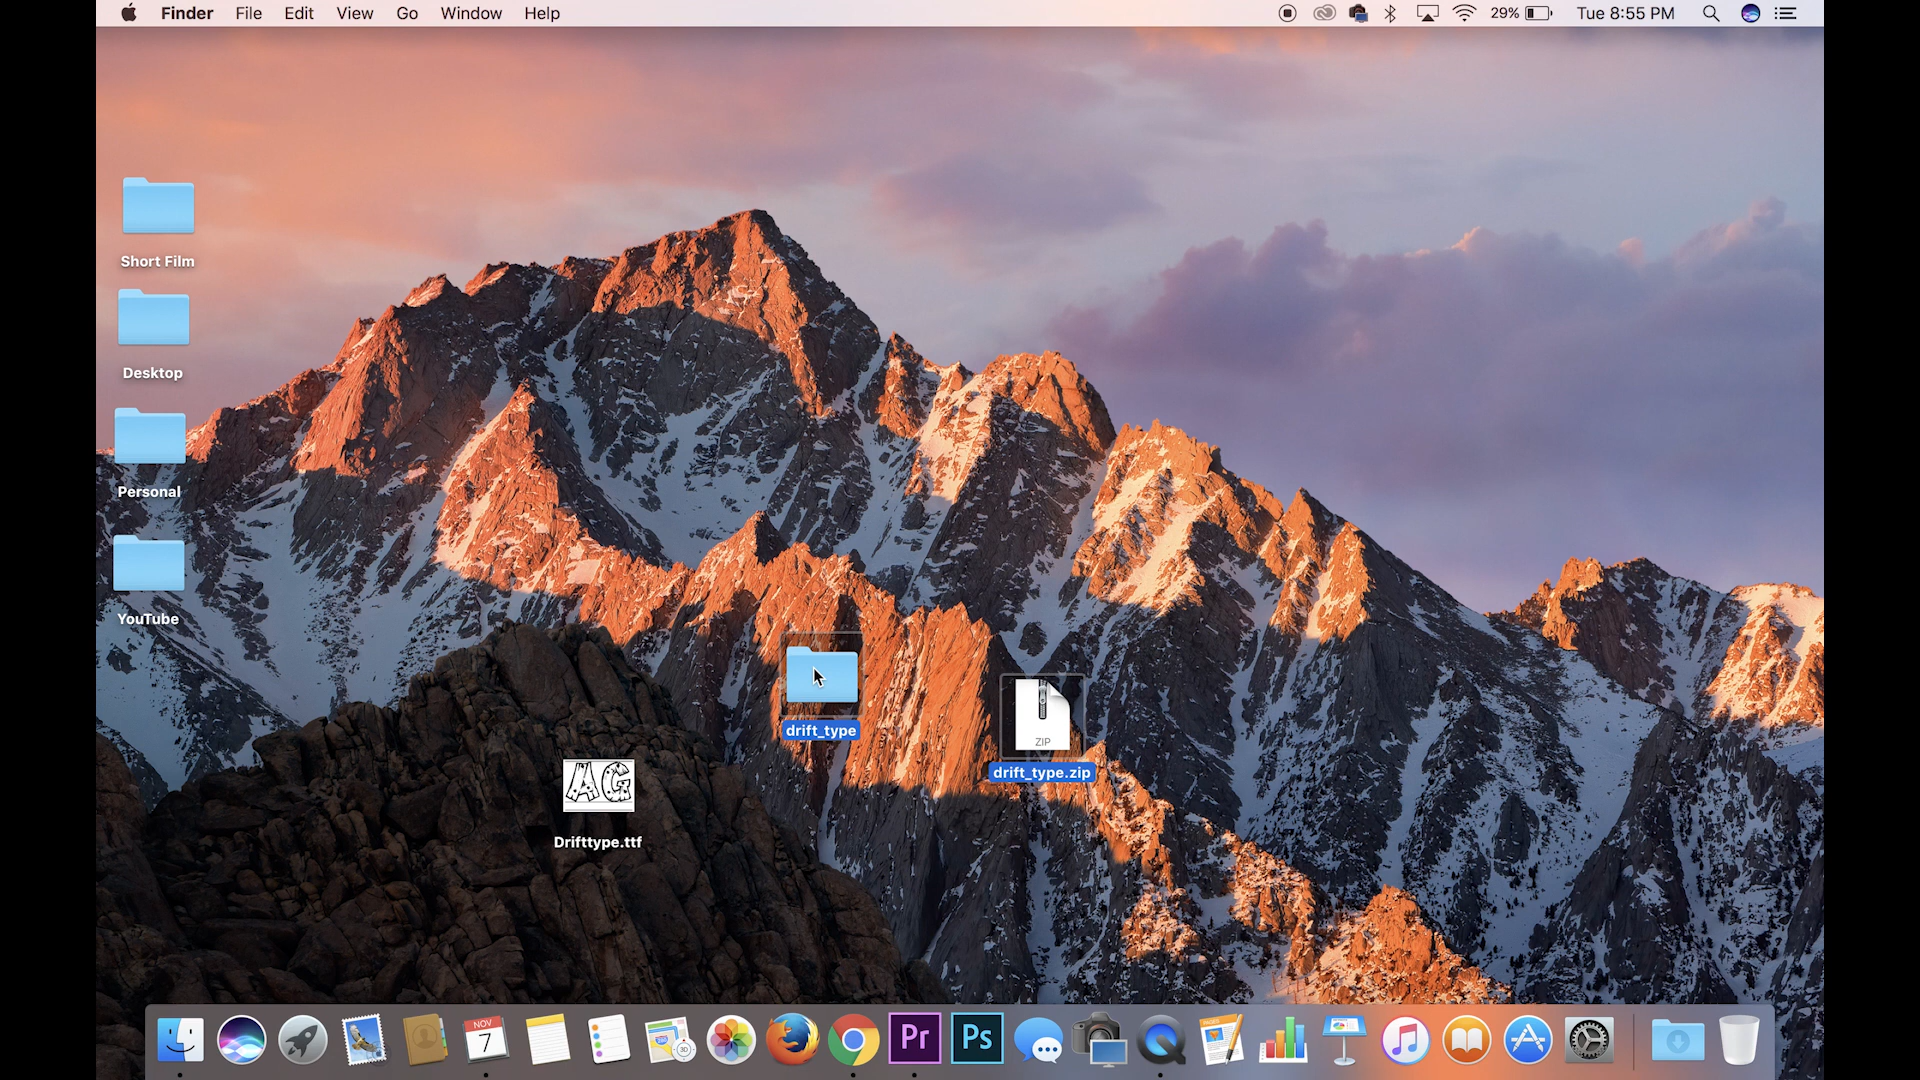 Finder File Edit View Go Window Help 29% Tue 8:55 PM
Short Film
Desktop
Personal
YouTube
drift_type
ZIP
drift_type.zip
AG
Drifttype.ttf
NOV
7
Pr
Ps